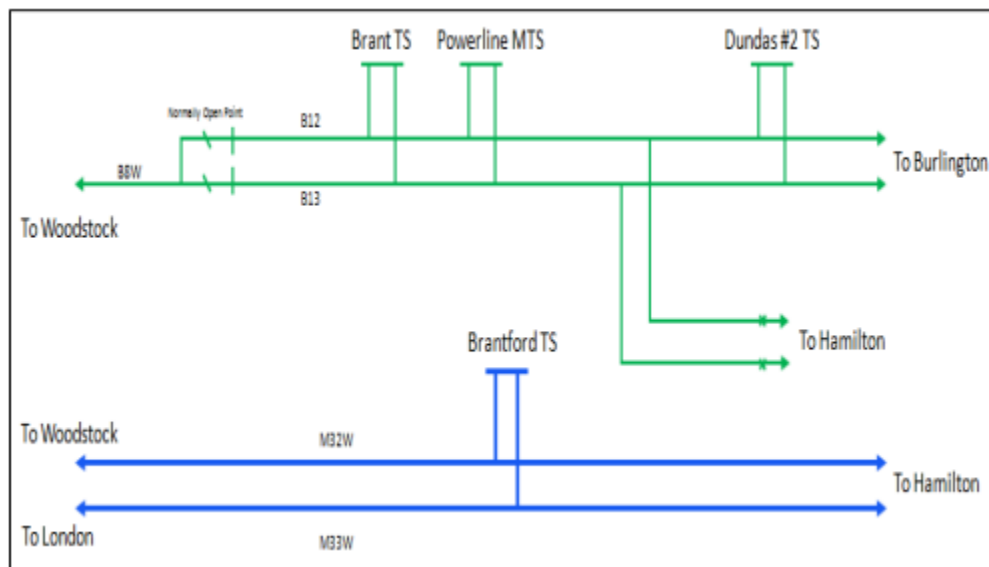 Brant TS
Powerline MTS
Dundas #2 TS
Normally Open Point
B12
To Burlington
B8W
B13
To Woodstock
To Hamilton
Brantford TS
To Woodstock
M32W
To Hamilton
To London
M33W